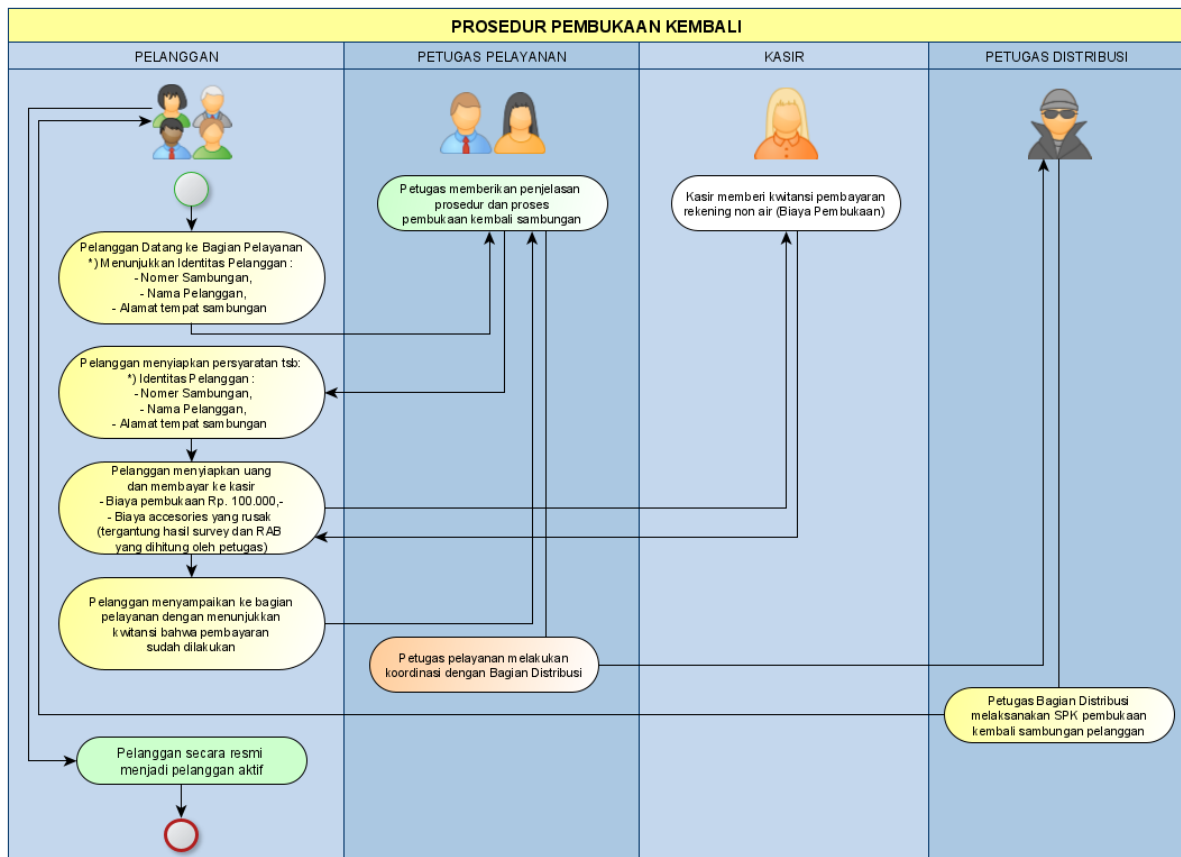 PROSEDUR PEMBUKAAN KEMBALI
PELANGGAN
PETUGAS PELAYANAN
KASIR
PETUGAS DISTRIBUSI
Petugas memberikan penjelasan
prosedur dan proses
pembukaan kembali sambungan
Kasir memberi kwitansi pembayaran
rekening non air (Biaya Pembukaan)
Pelanggan Datang ke Bagian Pelayanan
*) Menunjukkan Identitas Pelanggan :
- Nomer Sambungan,
- Nama Pelanggan,
- Alamat tempat sambungan
Pelanggan menyiapkan persyaratan tsb:
*) Identitas Pelanggan :
- Nomer Sambungan,
- Nama Pelanggan,
- Alamat tempat sambungan
Pelanggan menyiapkan uang
dan membayar ke kasir
- Biaya pembukaan Rp. 100.000,-
- Biaya accesories yang rusak
(tergantung hasil survey dan RAB
yang dihitung oleh petugas)
Pelanggan menyampaikan ke bagian
pelayanan dengan menunjukkan
kwitansi bahwa pembayaran
sudah dilakukan
Petugas pelayanan melakukan
koordinasi dengan Bagian Distribusi
Petugas Bagian Distribusi
melaksanakan SPK pembukaan
kembali sambungan pelanggan
Pelanggan secara resmi
menjadi pelanggan aktif